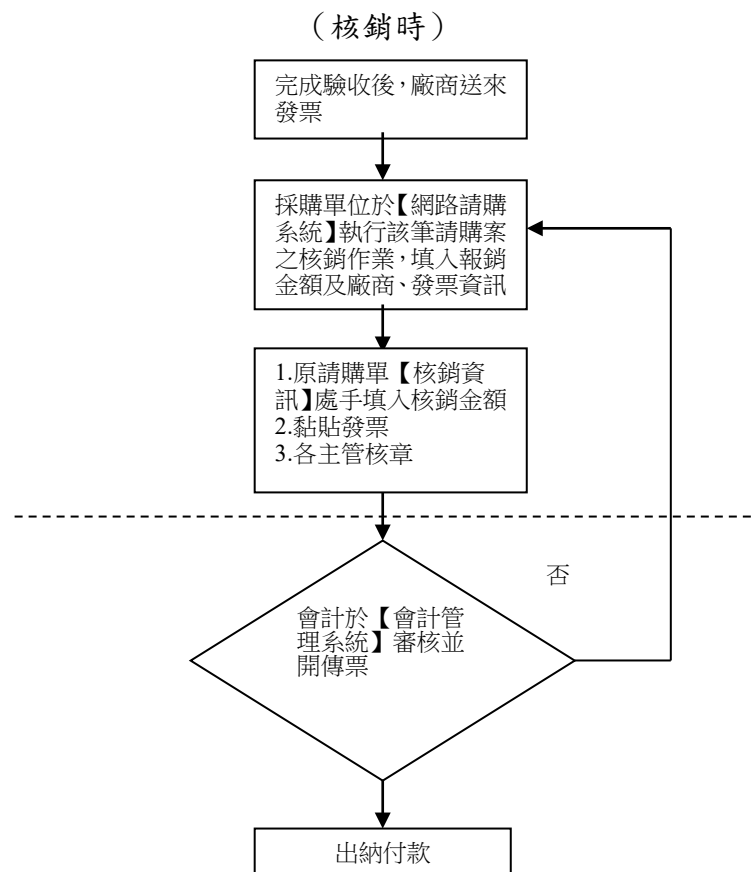 （核銷時）
完成驗收後，廠商送來
發票
採購單位於【網路請購
系統】執行該筆請購案
之核銷作業，填入報銷
金額及廠商、發票資訊
1.原請購單【核銷資
訊】處手填入核銷金額
2.黏貼發票
3.各主管核章
否
會計於【會計管
理系統】審核並
開傳票
出納付款